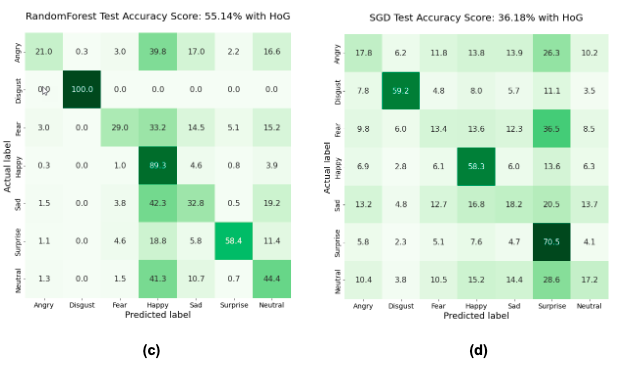 RandomForest Test Accuracy Score: 55.14% with HoG
Actual label
Angry 21.0 0.3 3.0 39.8 17.0 2.2 16.6
Disgust 0.0 100.0 0.0 0.0 0.0 0.0 0.0
Fear 3.0 0.0 29.0 33.2 14.5 5.1 15.2
Happy 0.3 0.0 1.0 89.3 4.6 0.8 3.9
Sad 1.5 0.0 3.8 42.3 32.8 0.5 19.2
Surprise 1.1 0.0 4.6 18.8 5.8 58.4 11.4
Neutral 1.3 0.0 1.5 41.3 10.7 0.7 44.4
Angry Disgust Fear Happy Sad Surprise Neutral
Predicted label
(c)
SGD Test Accuracy Score: 36.18% with HoG
Actual label
Angry 17.8 6.2 11.8 13.8 13.9 26.3 10.2
Disgust 7.8 59.2 4.8 8.0 5.7 11.1 3.5
Fear 9.8 6.0 13.4 13.6 12.3 36.5 8.5
Happy 6.9 2.8 6.1 58.3 6.0 13.6 6.3
Sad 13.2 4.8 12.7 16.8 18.2 20.5 13.7
Surprise 5.8 2.3 5.1 7.6 4.7 70.5 4.1
Neutral 10.4 3.8 10.5 15.2 14.4 28.6 17.2
Angry Disgust Fear Happy Sad Surprise Neutral
Predicted label
(d)